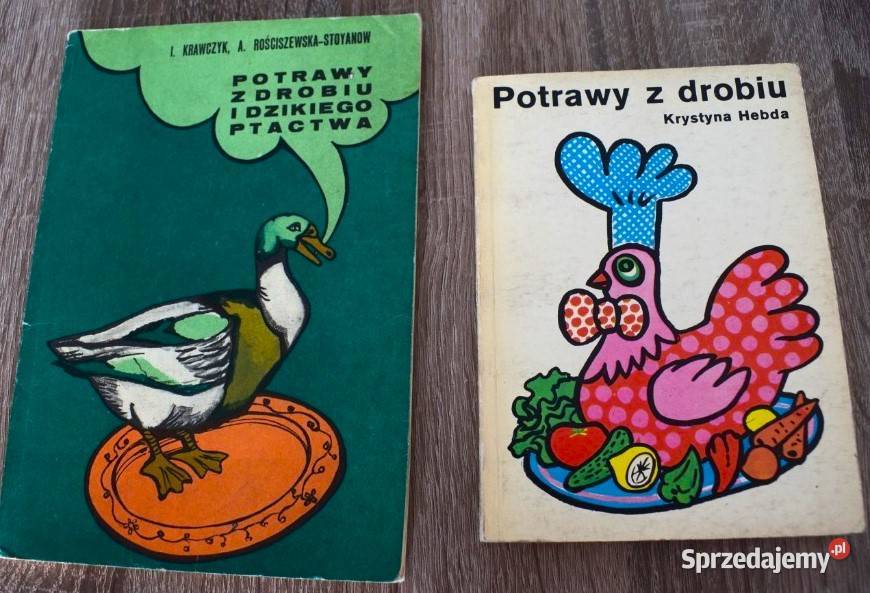 I. KRAWCZYK, A. ROŚCISZEWSKA-STOYANOW
POTRAWY
Z DROBIU
I DZIKIEGO
PTACTWA
Potrawy z drobiu
Krystyna Hebda
Sprzedajemy.pl